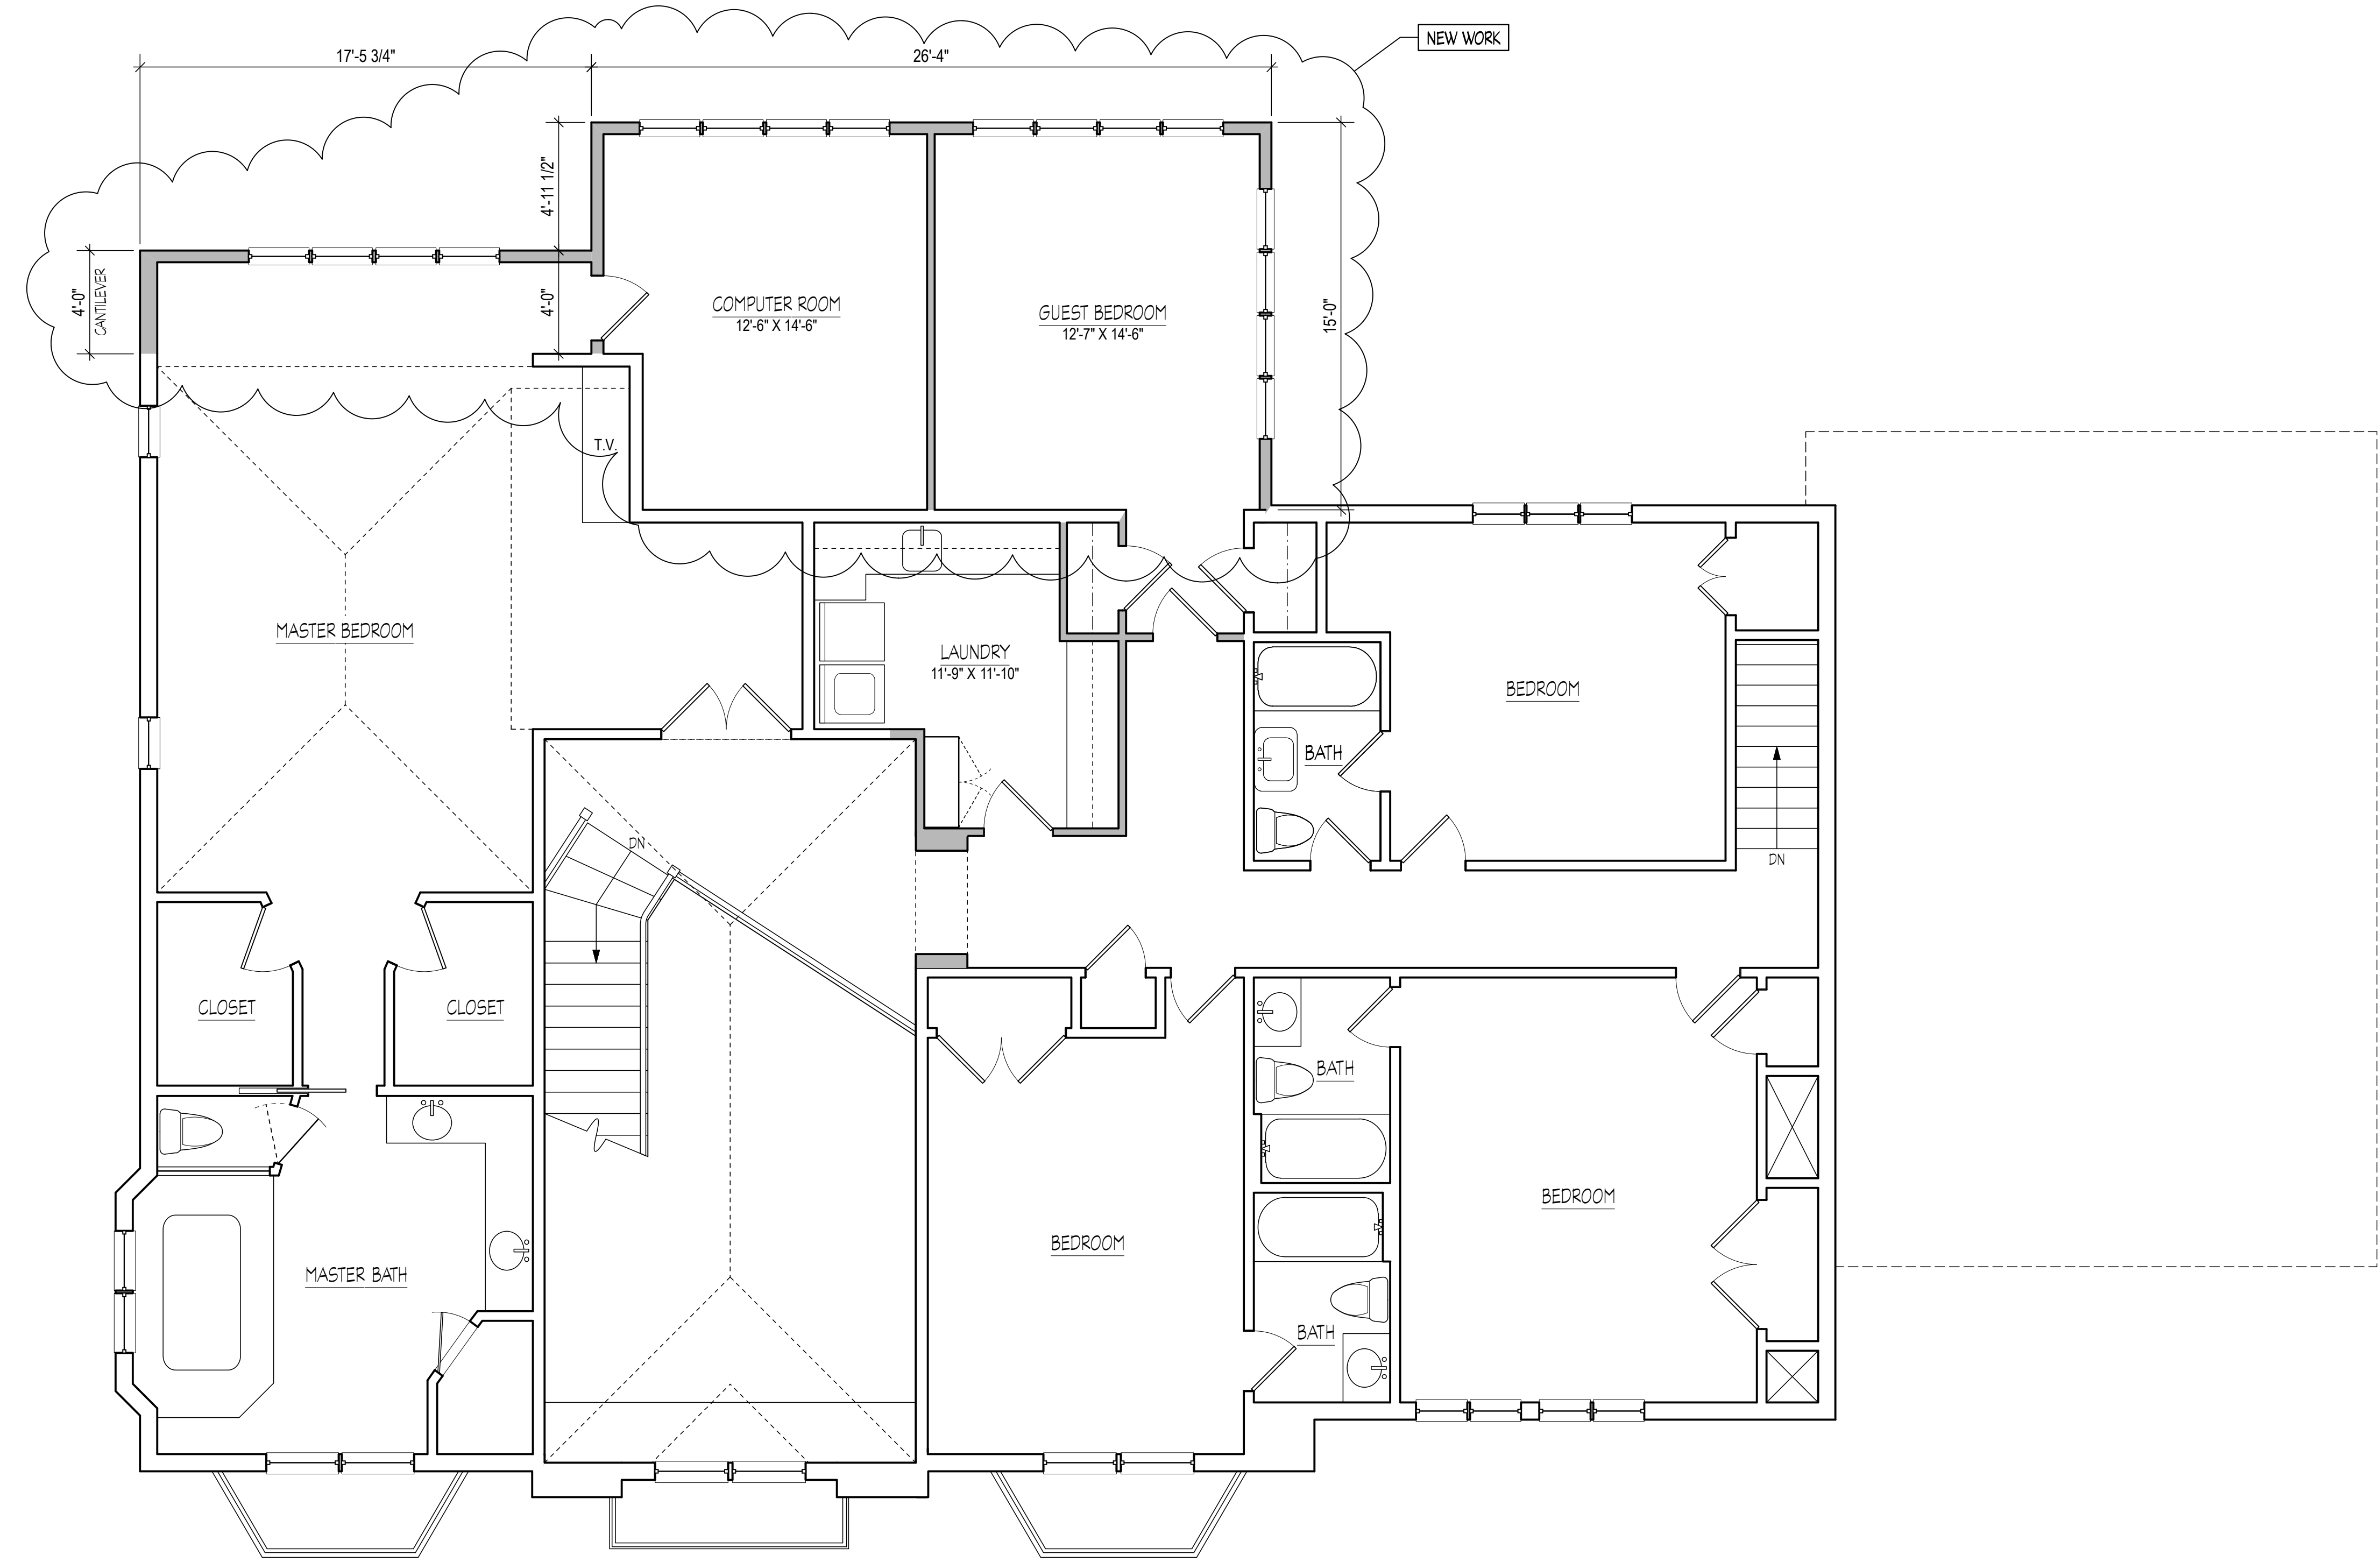 NEW WORK
17'-5 3/4"
26'-4"
4'-11 1/2"
4'-0"
CANTILEVER
4'-0"
15'-0"
COMPUTER ROOM
12'-6" X 14'-6"
GUEST BEDROOM
12'-7" X 14'-6"
T.V.
MASTER BEDROOM
LAUNDRY
11'-9" X 11'-10"
BEDROOM
BATH
DN
DN
CLOSET
CLOSET
BATH
BEDROOM
BEDROOM
MASTER BATH
BATH